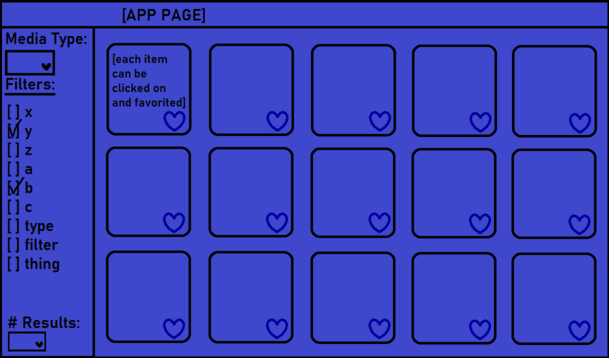 [APP PAGE]
Media Type:
Filters:
[ ] x
[ ] y
[ ] z
[ ] a
[ ] b
[ ] c
[ ] type
[ ] filter
[ ] thing
# Results:
[each item
can be
clicked on
and favorited]